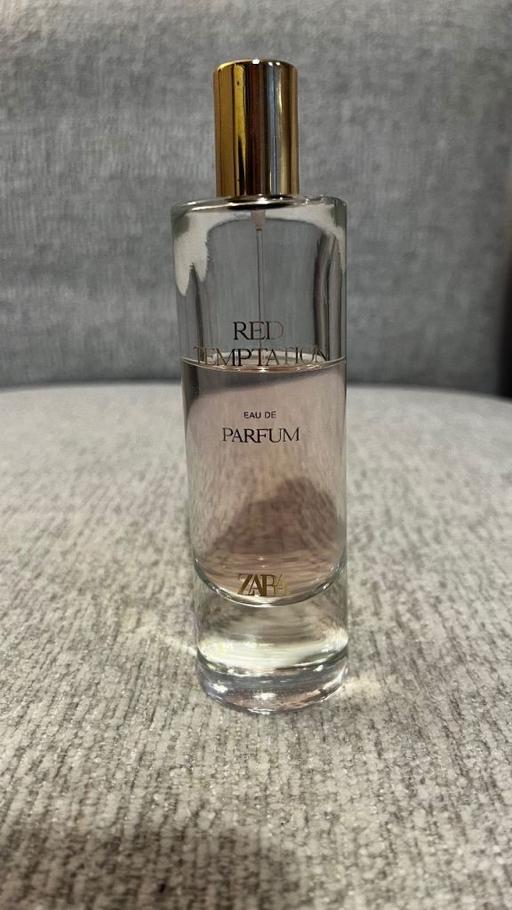 RED
TEMPTATION
EAU DE
PARFUM
ZARA